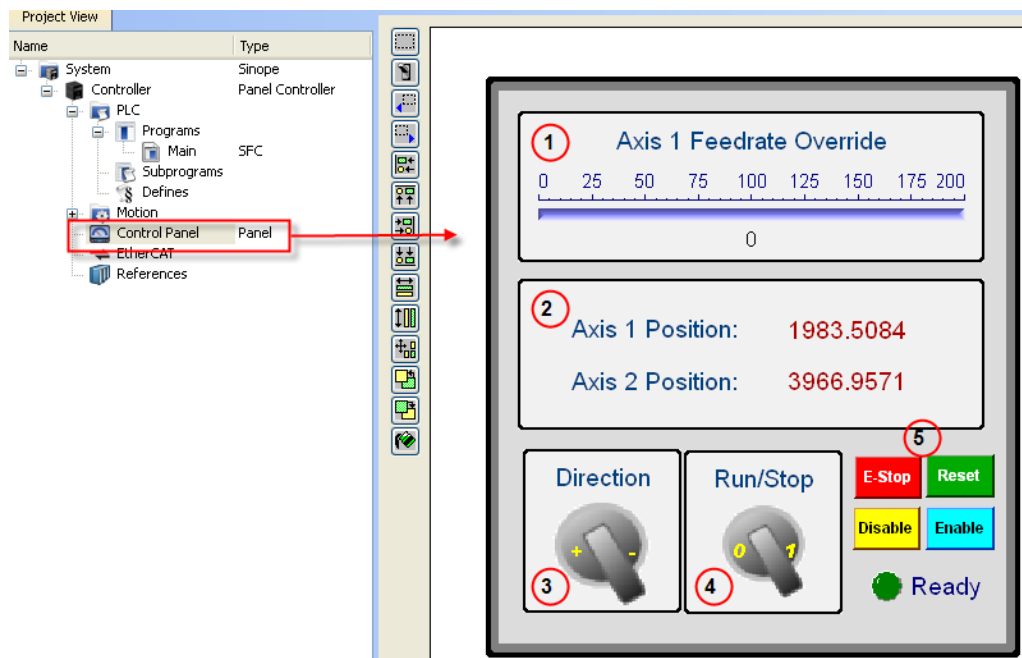 Project View
Name Type
System Sinope
Controller Panel Controller
PLC
Programs
Main SFC
Subprograms
Defines
Motion
Control Panel Panel
EtherCAT
References
1 Axis 1 Feedrate Override
0 25 50 75 100 125 150 175 200
0
2
Axis 1 Position: 1983.5084
Axis 2 Position: 3966.9571
5
Direction Run/Stop E-Stop Reset
Disable Enable
+ - 0 1
3 4 Ready